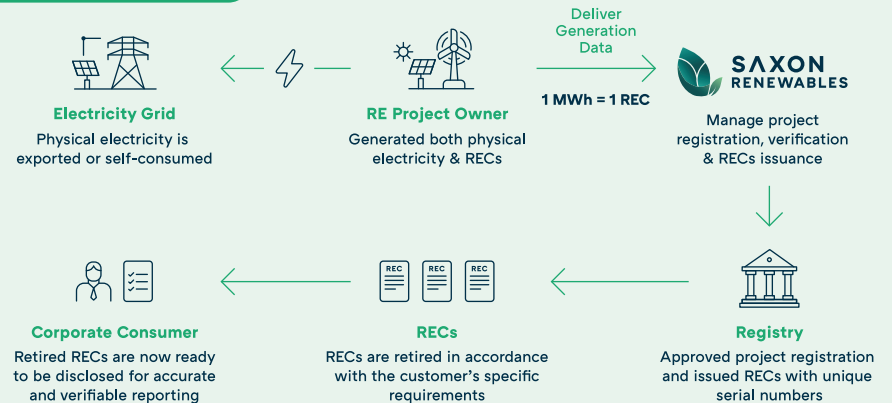 Deliver
Generation
Data
1 MWh = 1 REC
SAXON
RENEWABLES
Electricity Grid
Physical electricity is
exported or self-consumed
RE Project Owner
Generated both physical
electricity & RECs
Manage project
registration, verification
& RECs issuance
REC
REC
REC
Corporate Consumer
Retired RECs are now ready
to be disclosed for accurate
and verifiable reporting
RECs
RECs are retired in accordance
with the customer's specific
requirements
Registry
Approved project registration
and issued RECs with unique
serial numbers